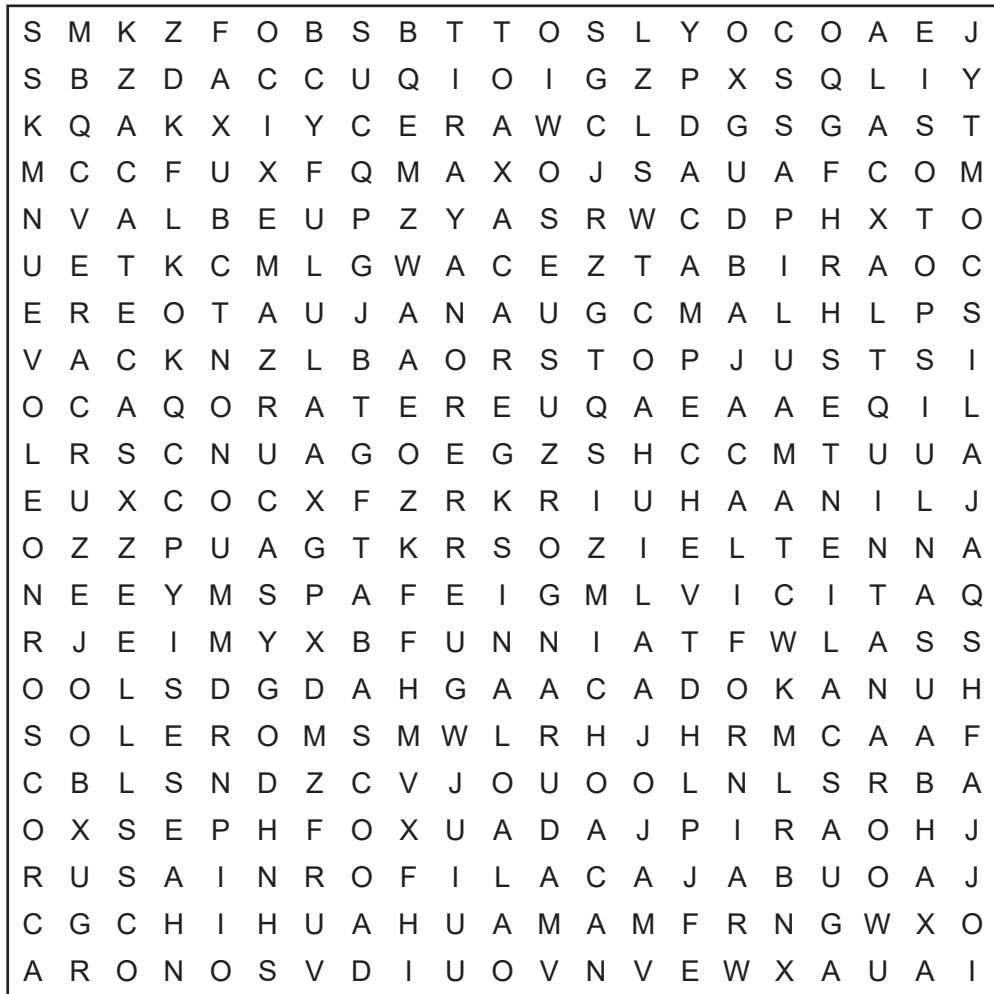 S M K Z F O B S B T T O S L Y O C O A E J
S B Z D A C C U Q I O I G Z P X S Q L I Y
K Q A K X I Y C E R A W C L D G S G A S T
M C C F U X F Q M A X O J S A U A F C O M
N V A L B E U P Z Y A S R W C D P H X T O
U E T K C M L G W A C E Z T A B I R A O C
E R E O T A U J A N A U G C M A L H L P S
V A C K N Z L B A O R S T O P J U S T S I
O C A Q O R A T E R E U Q A E A A E Q I L
L R S C N U A G O E G Z S H C C M T U U A
E U X C O C X F Z R K R I U H A A N I L J
O Z Z P U A G T K R S O Z I E L T E N N A
N E E Y M S P A F E I G M L V I C I T A Q
R J E I M Y X B F U N N I A T F W L A S S
O O L S D G D A H G A A C A D O K A N U H
S O L E R O M S M W L R H J H R M C A A F
C B L S N D Z C V J O U O O L N L S R B A
O X S E P H F O X U A D A J P I R A O H J
R U S A I N R O F I L A C A J A B U O A J
C G C H I H U A H U A M A M F R N G W X O
A R O N O S V D I U O V N V E W X A U A I